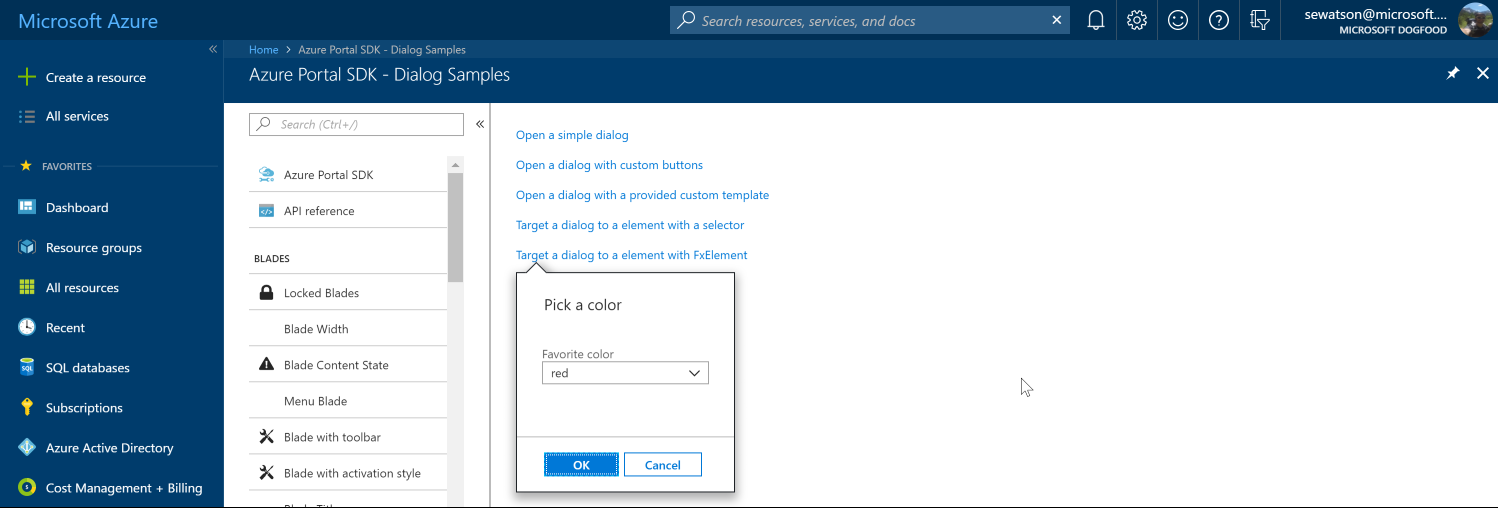 Microsoft Azure
Search resources, services, and docs
sewatson@microsoft....
MICROSOFT DOGFOOD
Create a resource
All services
FAVORITES
Dashboard
Resource groups
All resources
Recent
SQL databases
Subscriptions
Azure Active Directory
Cost Management + Billing
Home > Azure Portal SDK - Dialog Samples
Azure Portal SDK - Dialog Samples
Search (Ctrl+/)
Azure Portal SDK
API reference
BLADES
Locked Blades
Blade Width
Blade Content State
Menu Blade
Blade with toolbar
Blade with activation style
Open a simple dialog
Open a dialog with custom buttons
Open a dialog with a provided custom template
Target a dialog to a element with a selector
Target a dialog to a element with FxElement
Pick a color
Favorite color
red
OK
Cancel